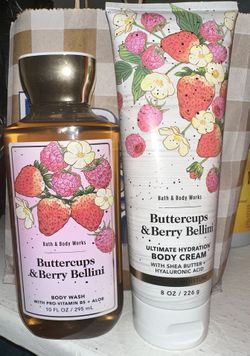 Bath & Body Works
Buttercups
& Berry Bellini
BODY WASH
WITH PRO-VITAMIN B5 + ALOE
10 FL OZ / 295 mL
Bath & Body Works
Buttercups
& Berry Bellini
ULTIMATE HYDRATION
BODY CREAM
WITH SHEA BUTTER +
HYALURONIC ACID
8 OZ / 226 g